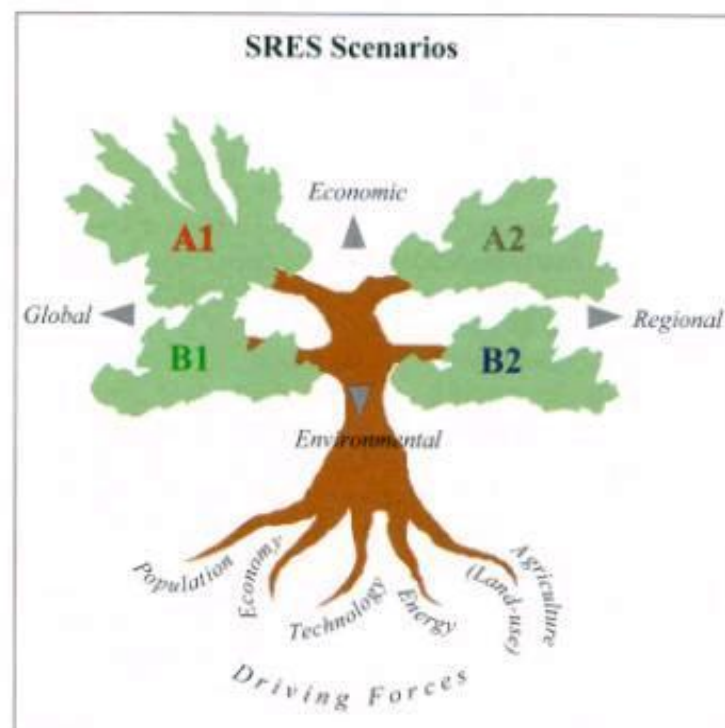 SRES Scenarios
Economic
A1
A2
Global
Regional
B1
B2
Environmental
Population
Economy
Technology
Energy
Agriculture
(Land-use)
Driving Forces